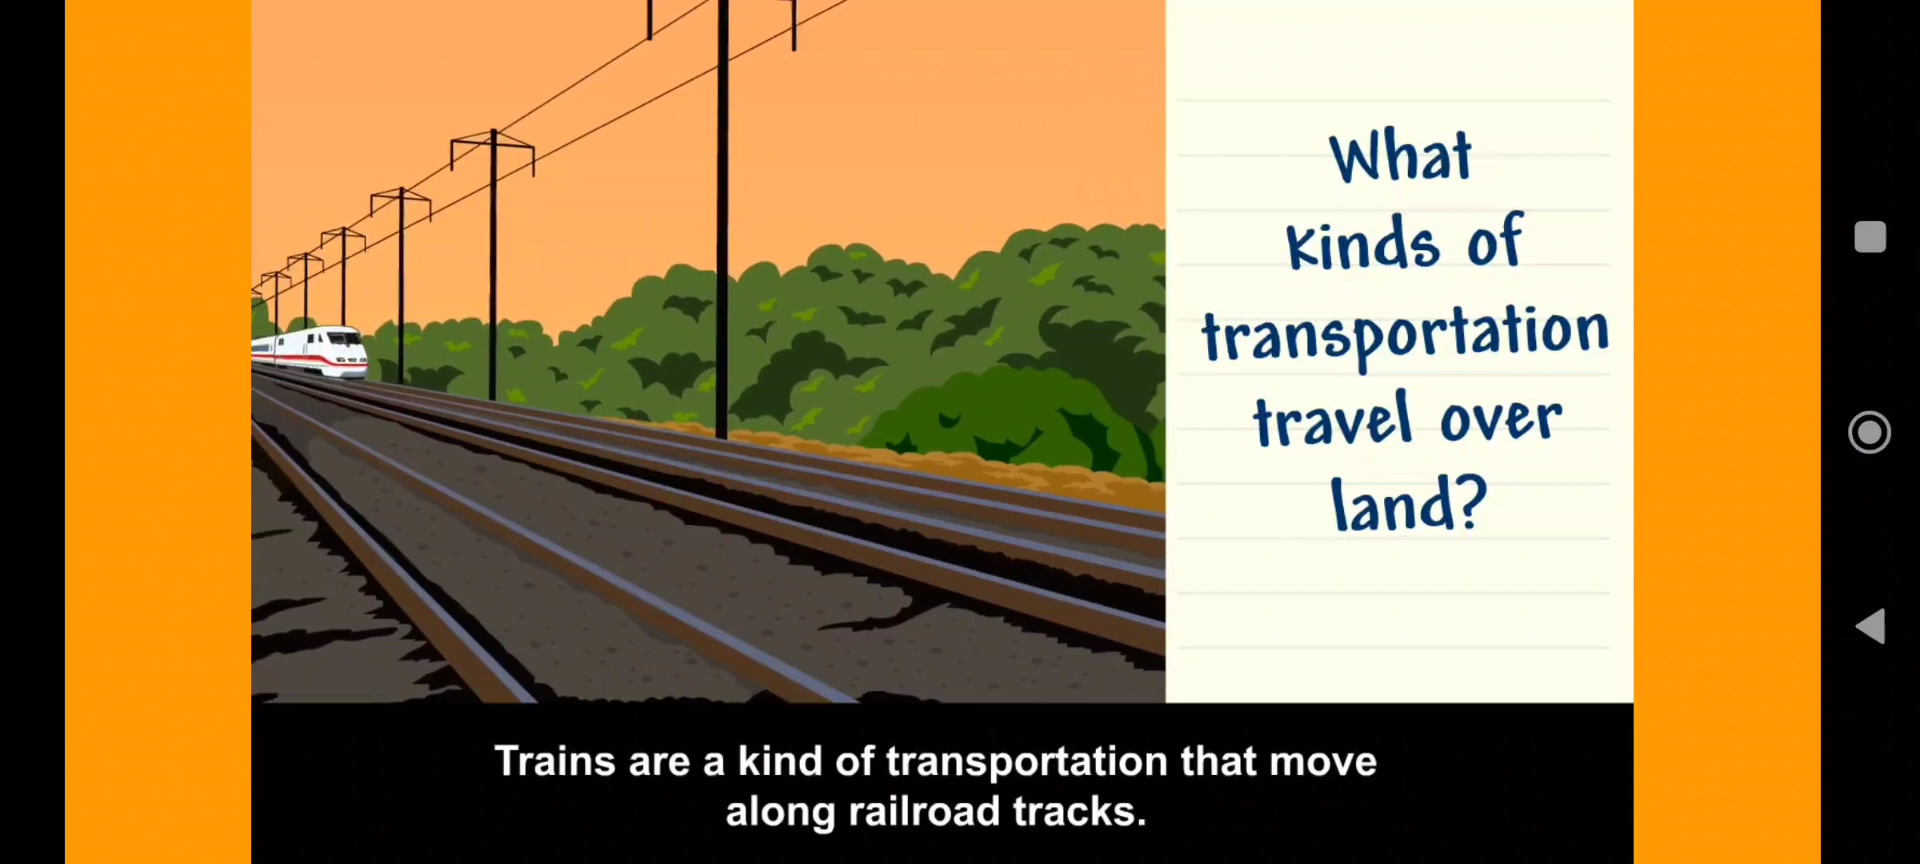 What
kinds of
transportation
travel over
land?
Trains are a kind of transportation that move
along railroad tracks.